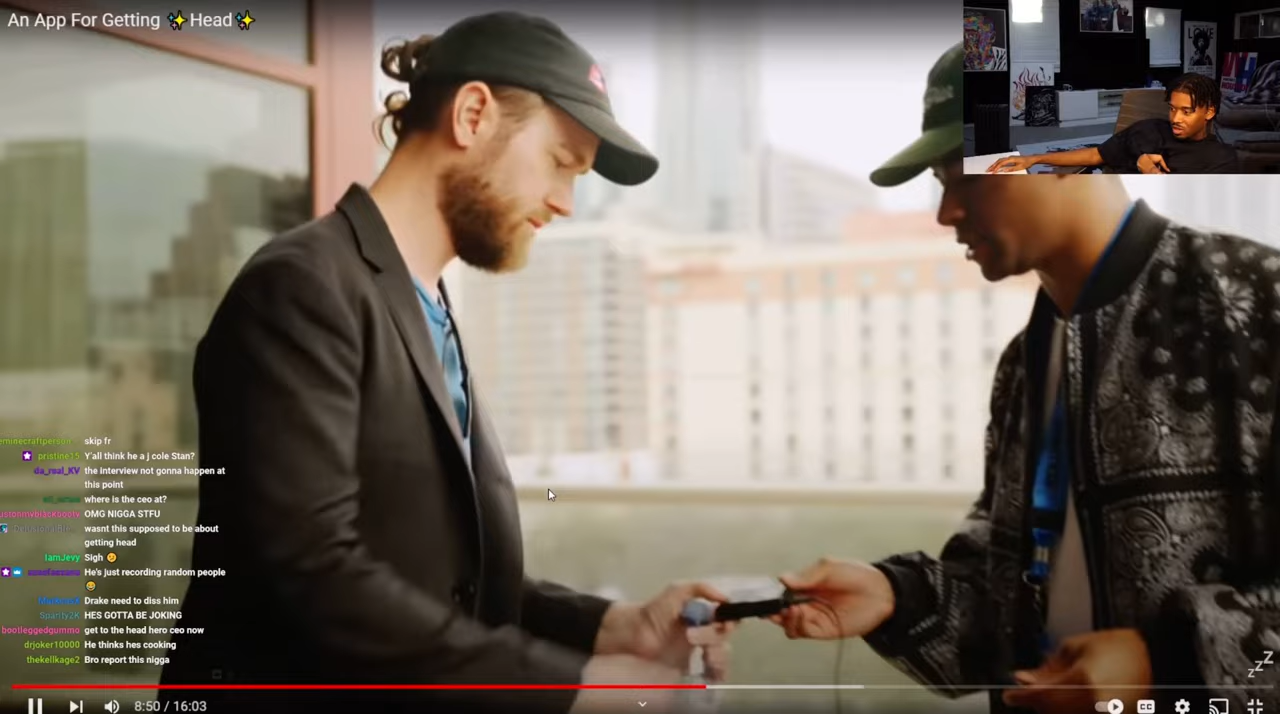 An App For Getting ✨Head✨
LOVE
skip fr
pristine15 Y'all think he a j cole Stan?
da_real_KV the interview not gonna happen at
this point
where is the ceo at?
OMG NIGGA STFU
wasnt this supposed to be about
getting head
IamJevy Sigh 😕
He's just recording random people
😂
Drake need to diss him
Sparity2K HES GOTTA BE JOKING
bootleggedgummo get to the head hero ceo now
drjoker10000 He thinks hes cooking
thekellkage2 Bro report this nigga
zzZ
8:50 / 16:03
CC